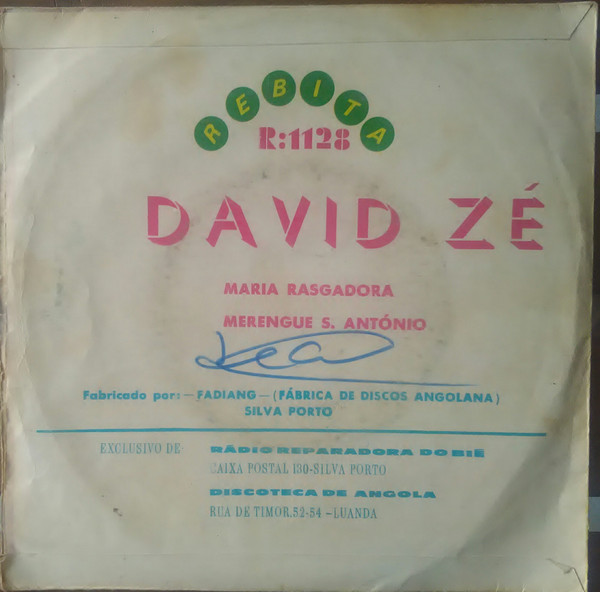 REBITA
R:1128
DAVID ZÉ
MARIA RASGADORA
MERENGUE S. ANTÓNIO
Fabricado por:—FADIANG—(FÁBRICA DE DISCOS ANGOLANA)
SILVA PORTO
EXCLUSIVO DE RÁDIO REPARADORA DO BIÉ
CAIXA POSTAL 130-SILVA PORTO
DISCOTECA DE ANGOLA
RUA DE TIMOR.52-54 –LUANDA